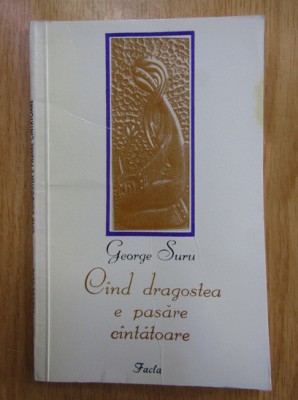 George Suru
Cînd dragostea
e pasăre
cîntătoare
Facla